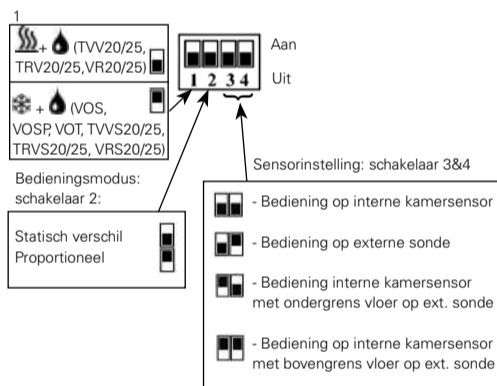 1
+ (TVV20/25,
TRV20/25,VR20/25)
+ (VOS,
VOSP, VOT, TVVS20/25,
TRVS20/25, VRS20/25)
Aan
Uit
1 2 3 4
Bedieningsmodus:
schakelaar 2:
Statisch verschil
Proportioneel
Sensorinstelling: schakelaar 3&4
- Bediening op interne kamersensor
- Bediening op externe sonde
- Bediening interne kamersensor
met ondergrens vloer op ext. sonde
- Bediening op interne kamersensor
met bovengrens vloer op ext. sonde